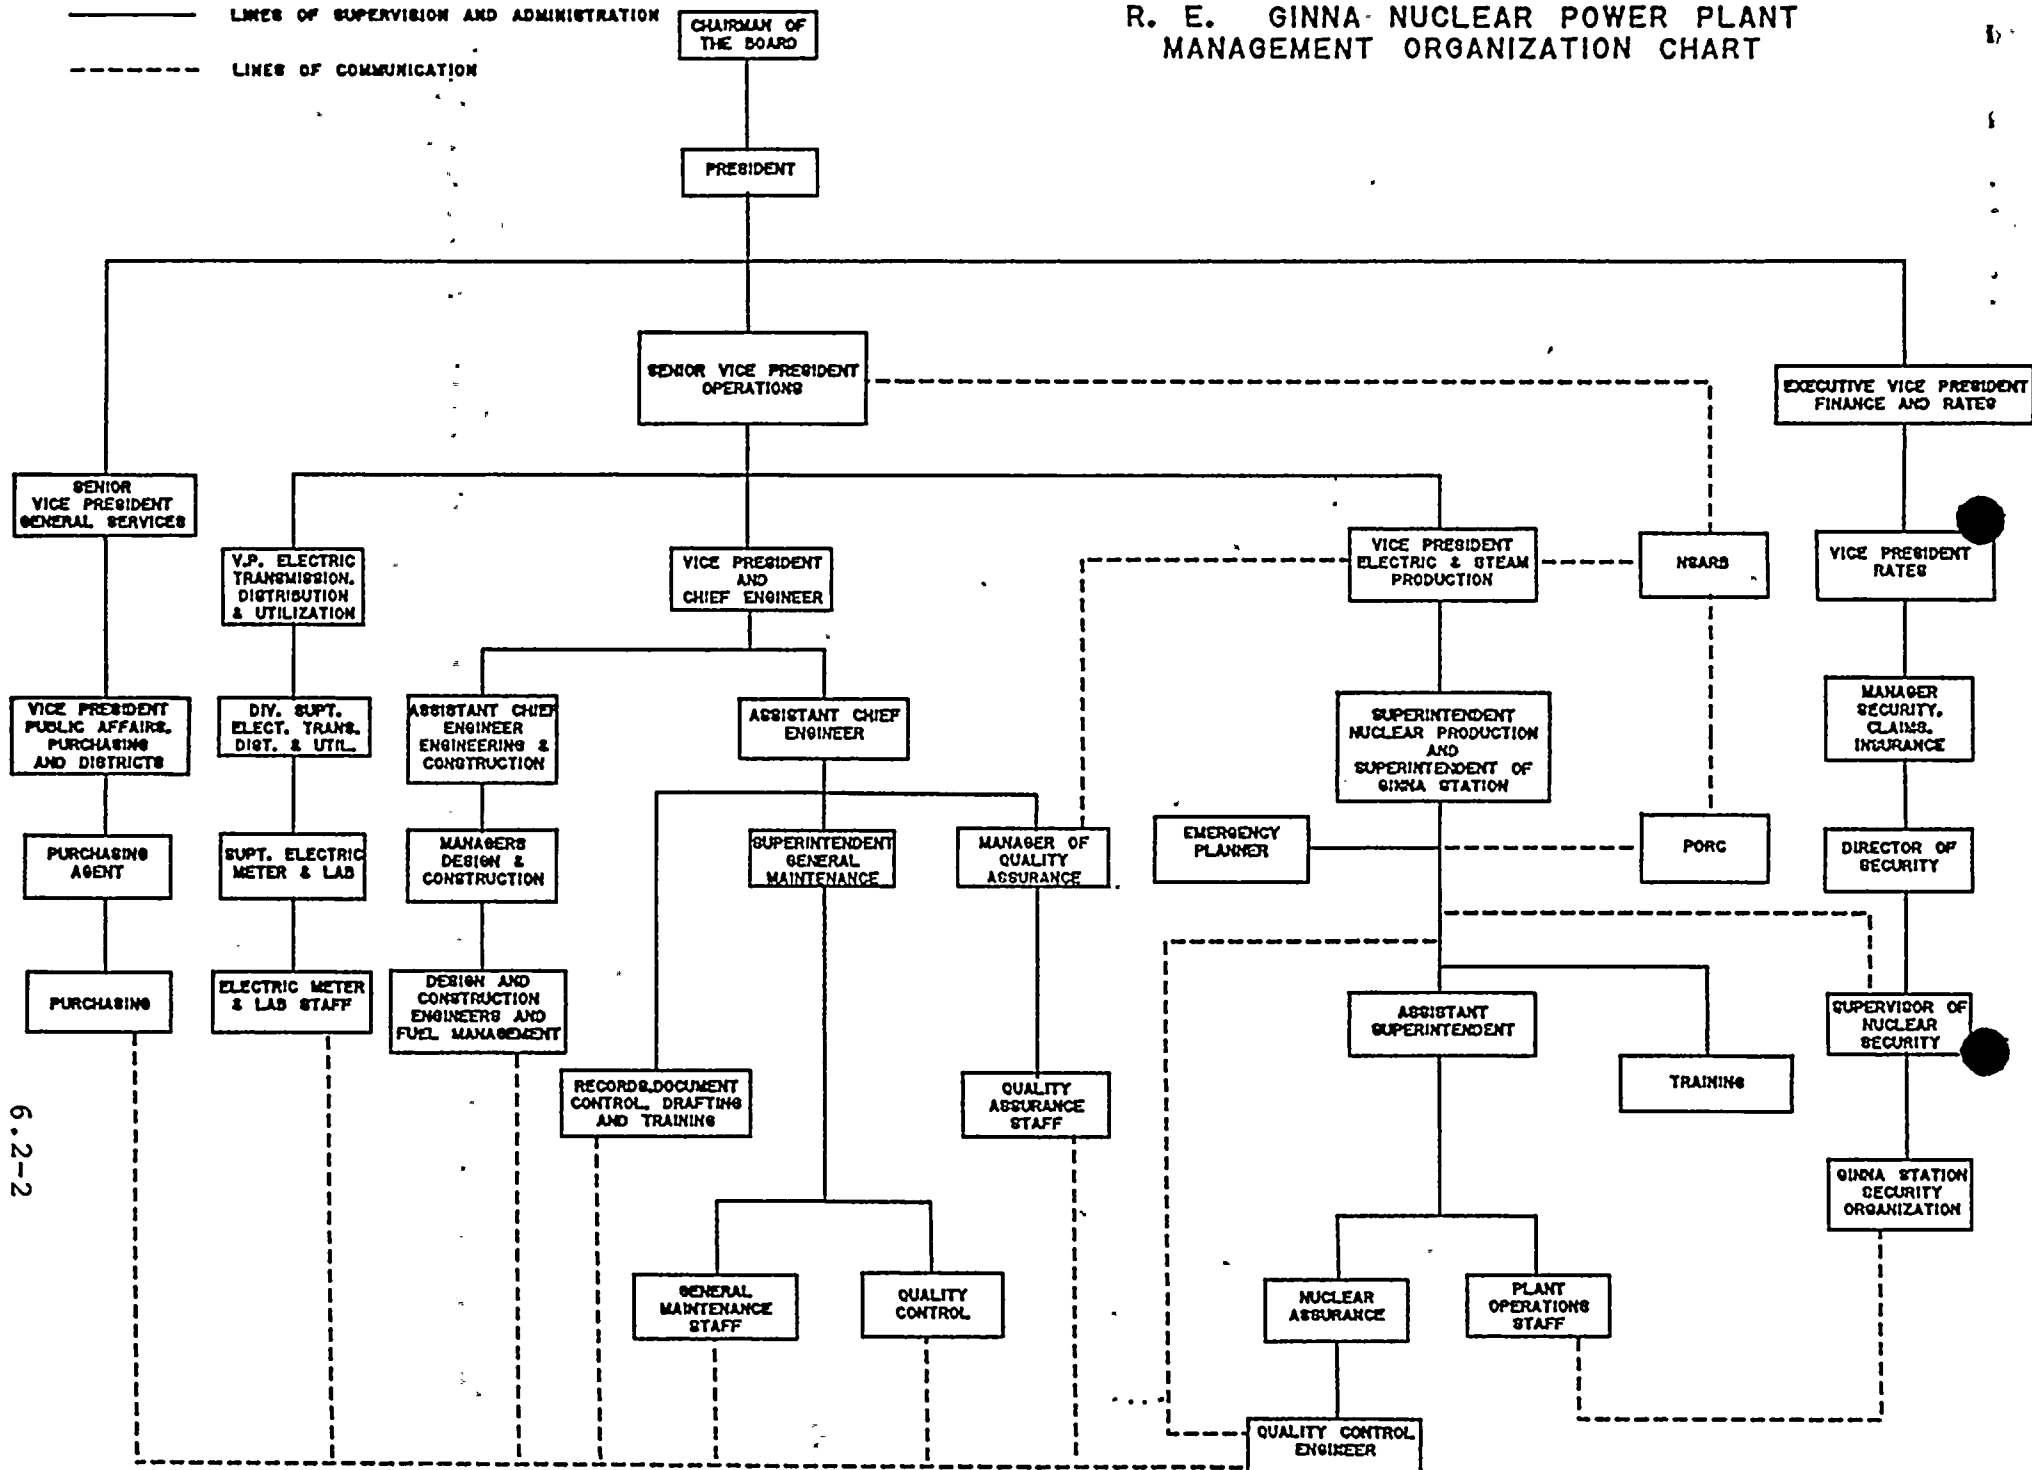 LINES OF SUPERVISION AND ADMINISTRATION
LINES OF COMMUNICATION
R. E. GINNA NUCLEAR POWER PLANT
MANAGEMENT ORGANIZATION CHART
CHAIRMAN OF
THE BOARD
PRESIDENT
SENIOR VICE PRESIDENT
OPERATIONS
EXECUTIVE VICE PRESIDENT
FINANCE AND RATES
SENIOR
VICE PRESIDENT
GENERAL SERVICES
V.P. ELECTRIC
TRANSMISSION,
DISTRIBUTION
& UTILIZATION
VICE PRESIDENT
AND
CHIEF ENGINEER
VICE PRESIDENT
ELECTRIC & STEAM
PRODUCTION
NSARB
VICE PRESIDENT
RATES
VICE PRESIDENT
PUBLIC AFFAIRS,
PURCHASING
AND DISTRICTS
DIV. SUPT.
ELECT. TRANS.
DIST. & UTIL.
ASSISTANT CHIEF
ENGINEER
ENGINEERING &
CONSTRUCTION
ASSISTANT CHIEF
ENGINEER
SUPERINTENDENT
NUCLEAR PRODUCTION
AND
SUPERINTENDENT OF
GINNA STATION
MANAGER
SECURITY,
CLAIMS,
INSURANCE
PURCHASING
AGENT
SUPT. ELECTRIC
METER & LAB
MANAGERS
DESIGN &
CONSTRUCTION
SUPERINTENDENT
GENERAL
MAINTENANCE
MANAGER OF
QUALITY
ASSURANCE
EMERGENCY
PLANNER
PORC
DIRECTOR OF
SECURITY
PURCHASING
ELECTRIC METER
& LAB STAFF
DESIGN AND
CONSTRUCTION
ENGINEERS AND
FUEL MANAGEMENT
ASSISTANT
SUPERINTENDENT
SUPERVISOR OF
NUCLEAR
SECURITY
RECORDS,DOCUMENT
CONTROL, DRAFTING
AND TRAINING
QUALITY
ASSURANCE
STAFF
TRAINING
GINNA STATION
SECURITY
ORGANIZATION
GENERAL
MAINTENANCE
STAFF
QUALITY
CONTROL
NUCLEAR
ASSURANCE
PLANT
OPERATIONS
STAFF
QUALITY CONTROL
ENGINEER
6.2-2